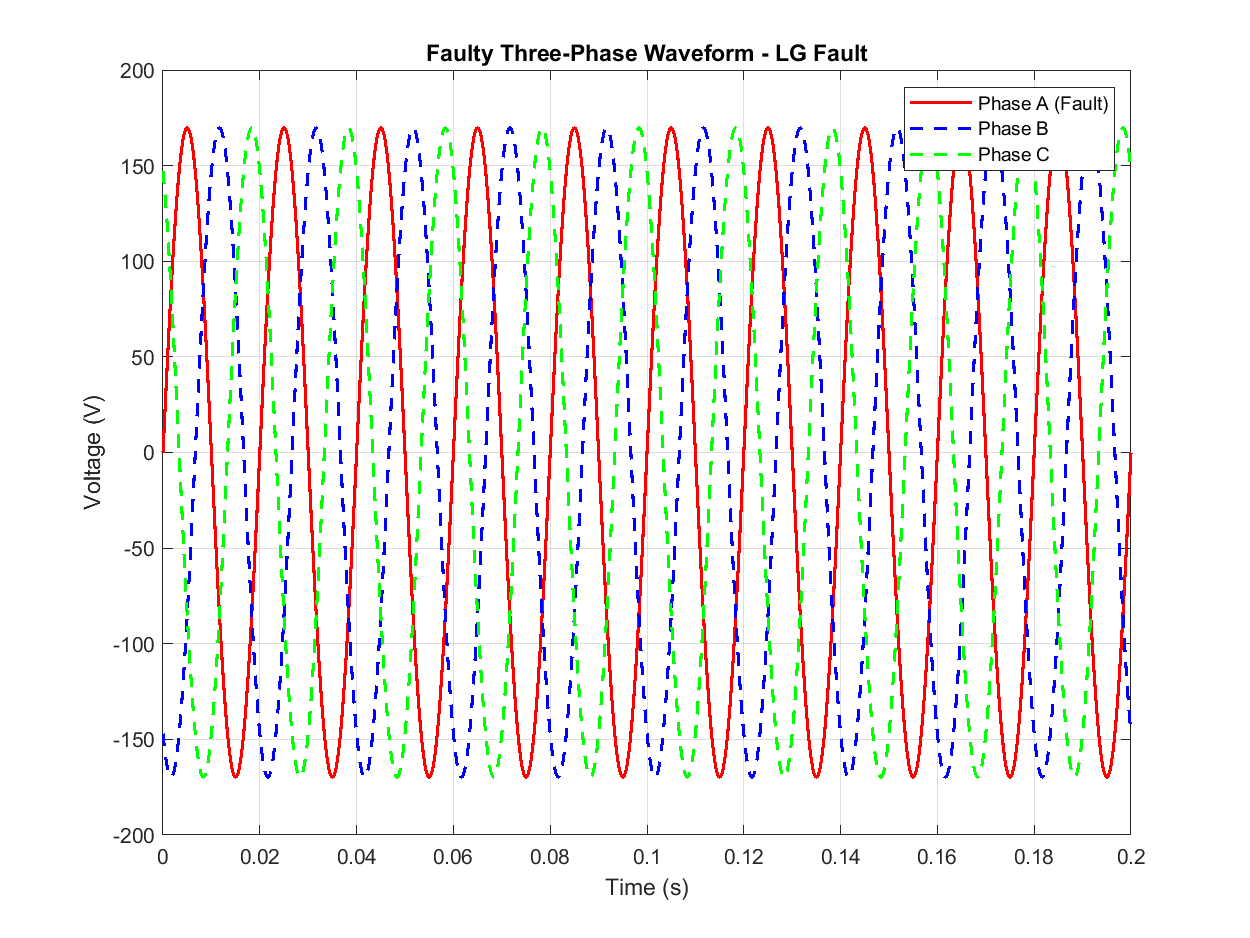 Faulty Three-Phase Waveform - LG Fault
Phase A (Fault)
Phase B
Phase C
200
150
100
50
0
-50
-100
-150
-200
Voltage (V)
0 0.02 0.04 0.06 0.08 0.1 0.12 0.14 0.16 0.18 0.2
Time (s)